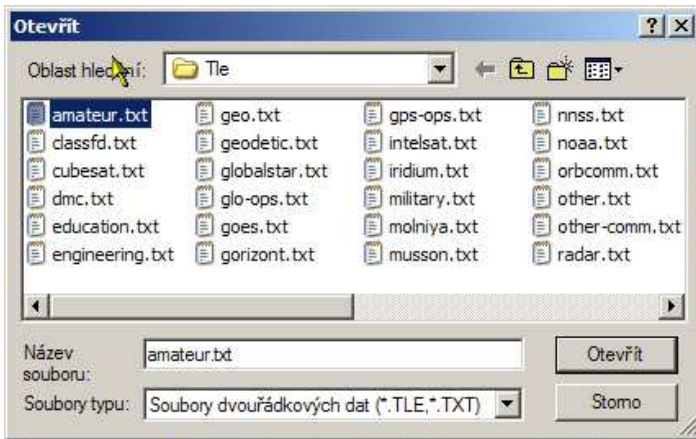 Otevřít
Oblast hledání: Tle
amateur.txt geo.txt gps-ops.txt nnss.txt
classfd.txt geodetic.txt intelsat.txt noaa.txt
cubesat.txt globalstar.txt iridium.txt orbcomm.txt
dmc.txt glo-ops.txt military.txt other.txt
education.txt goes.txt molniya.txt other-comm.txt
engineering.txt gorizont.txt musson.txt radar.txt
Název souboru: amateur.txt Otevřít
Soubory typu: Soubory dvouřádkových dat (*.TLE,*.TXT) Storno